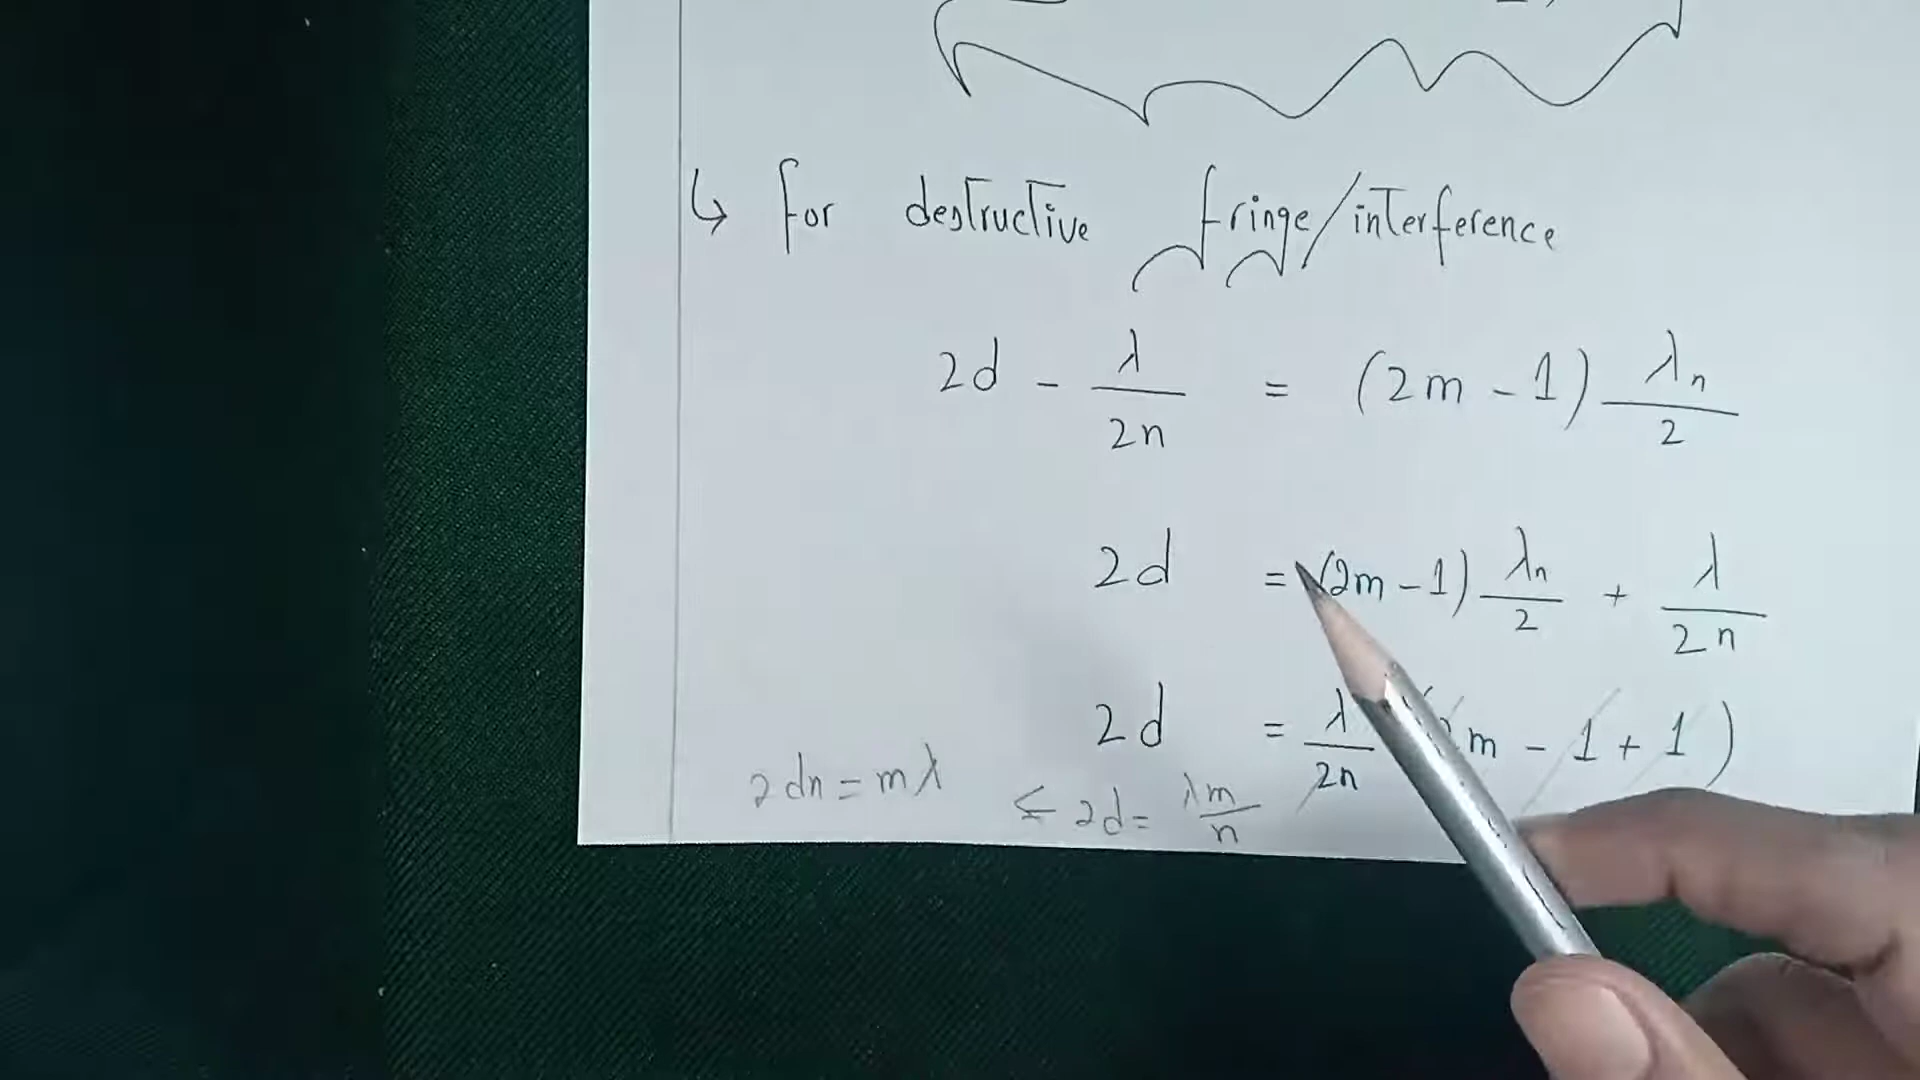 ↳ for destructive fringe/interference
2d - λ/2n = (2m - 1) λn/2
2d = (2m - 1) λn/2 + λ/2n
2d = λ/2n (2m - 1 + 1)
2dn = mλ ⇐ 2d = λm/n